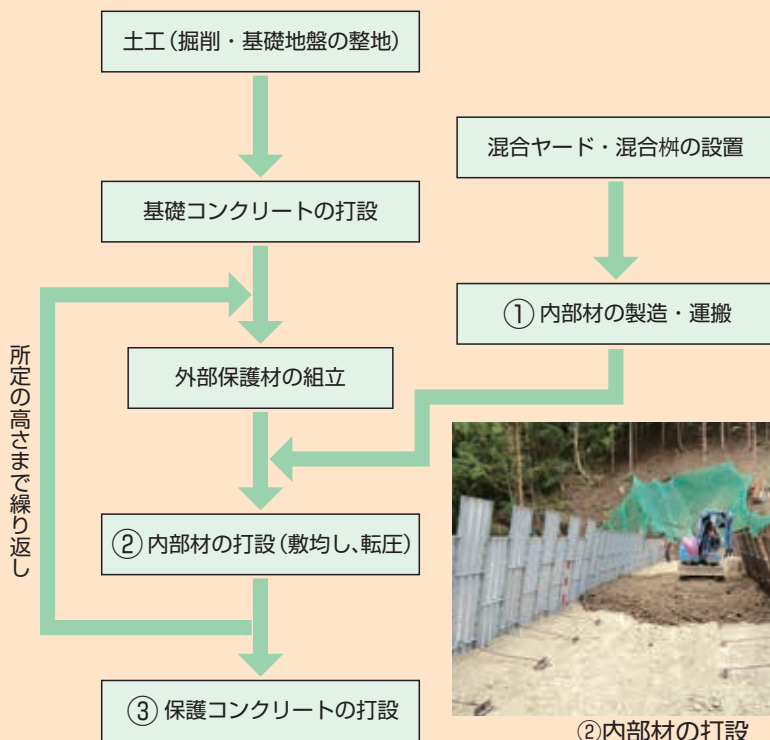 土工（掘削・基礎地盤の整地）
混合ヤード・混合桝の設置
基礎コンクリートの打設
①内部材の製造・運搬
外部保護材の組立
所定の高さまで繰り返し
②内部材の打設（敷均し、転圧）
③保護コンクリートの打設
②内部材の打設